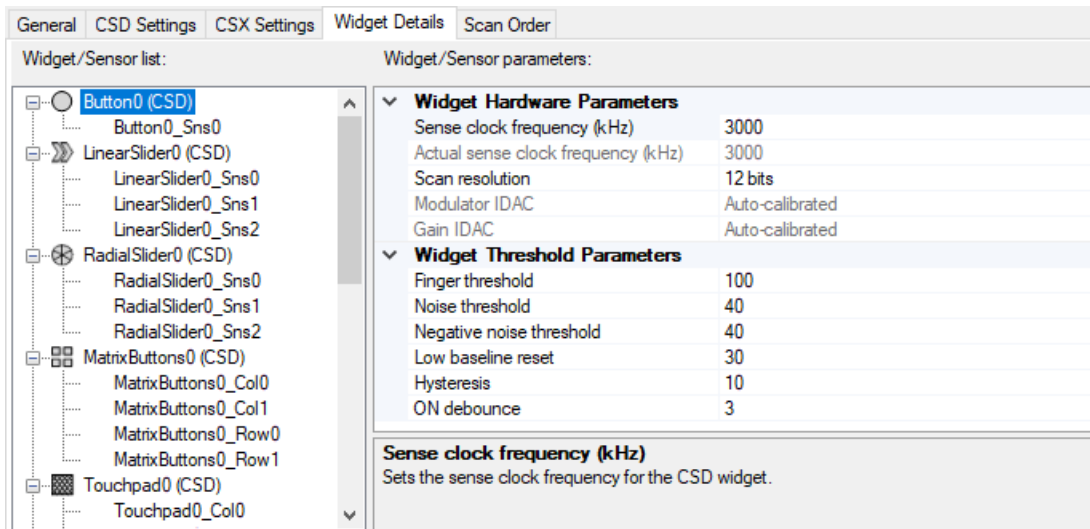 General CSD Settings CSX Settings Widget Details Scan Order
Widget/Sensor list:
Button0 (CSD)
Button0_Sns0
LinearSlider0 (CSD)
LinearSlider0_Sns0
LinearSlider0_Sns1
LinearSlider0_Sns2
RadialSlider0 (CSD)
RadialSlider0_Sns0
RadialSlider0_Sns1
RadialSlider0_Sns2
MatrixButtons0 (CSD)
MatrixButtons0_Col0
MatrixButtons0_Col1
MatrixButtons0_Row0
MatrixButtons0_Row1
Touchpad0 (CSD)
Touchpad0_Col0
Widget/Sensor parameters:
Widget Hardware Parameters
Sense clock frequency (kHz) 3000
Actual sense clock frequency (kHz) 3000
Scan resolution 12 bits
Modulator IDAC Auto-calibrated
Gain IDAC Auto-calibrated
Widget Threshold Parameters
Finger threshold 100
Noise threshold 40
Negative noise threshold 40
Low baseline reset 30
Hysteresis 10
ON debounce 3
Sense clock frequency (kHz)
Sets the sense clock frequency for the CSD widget.